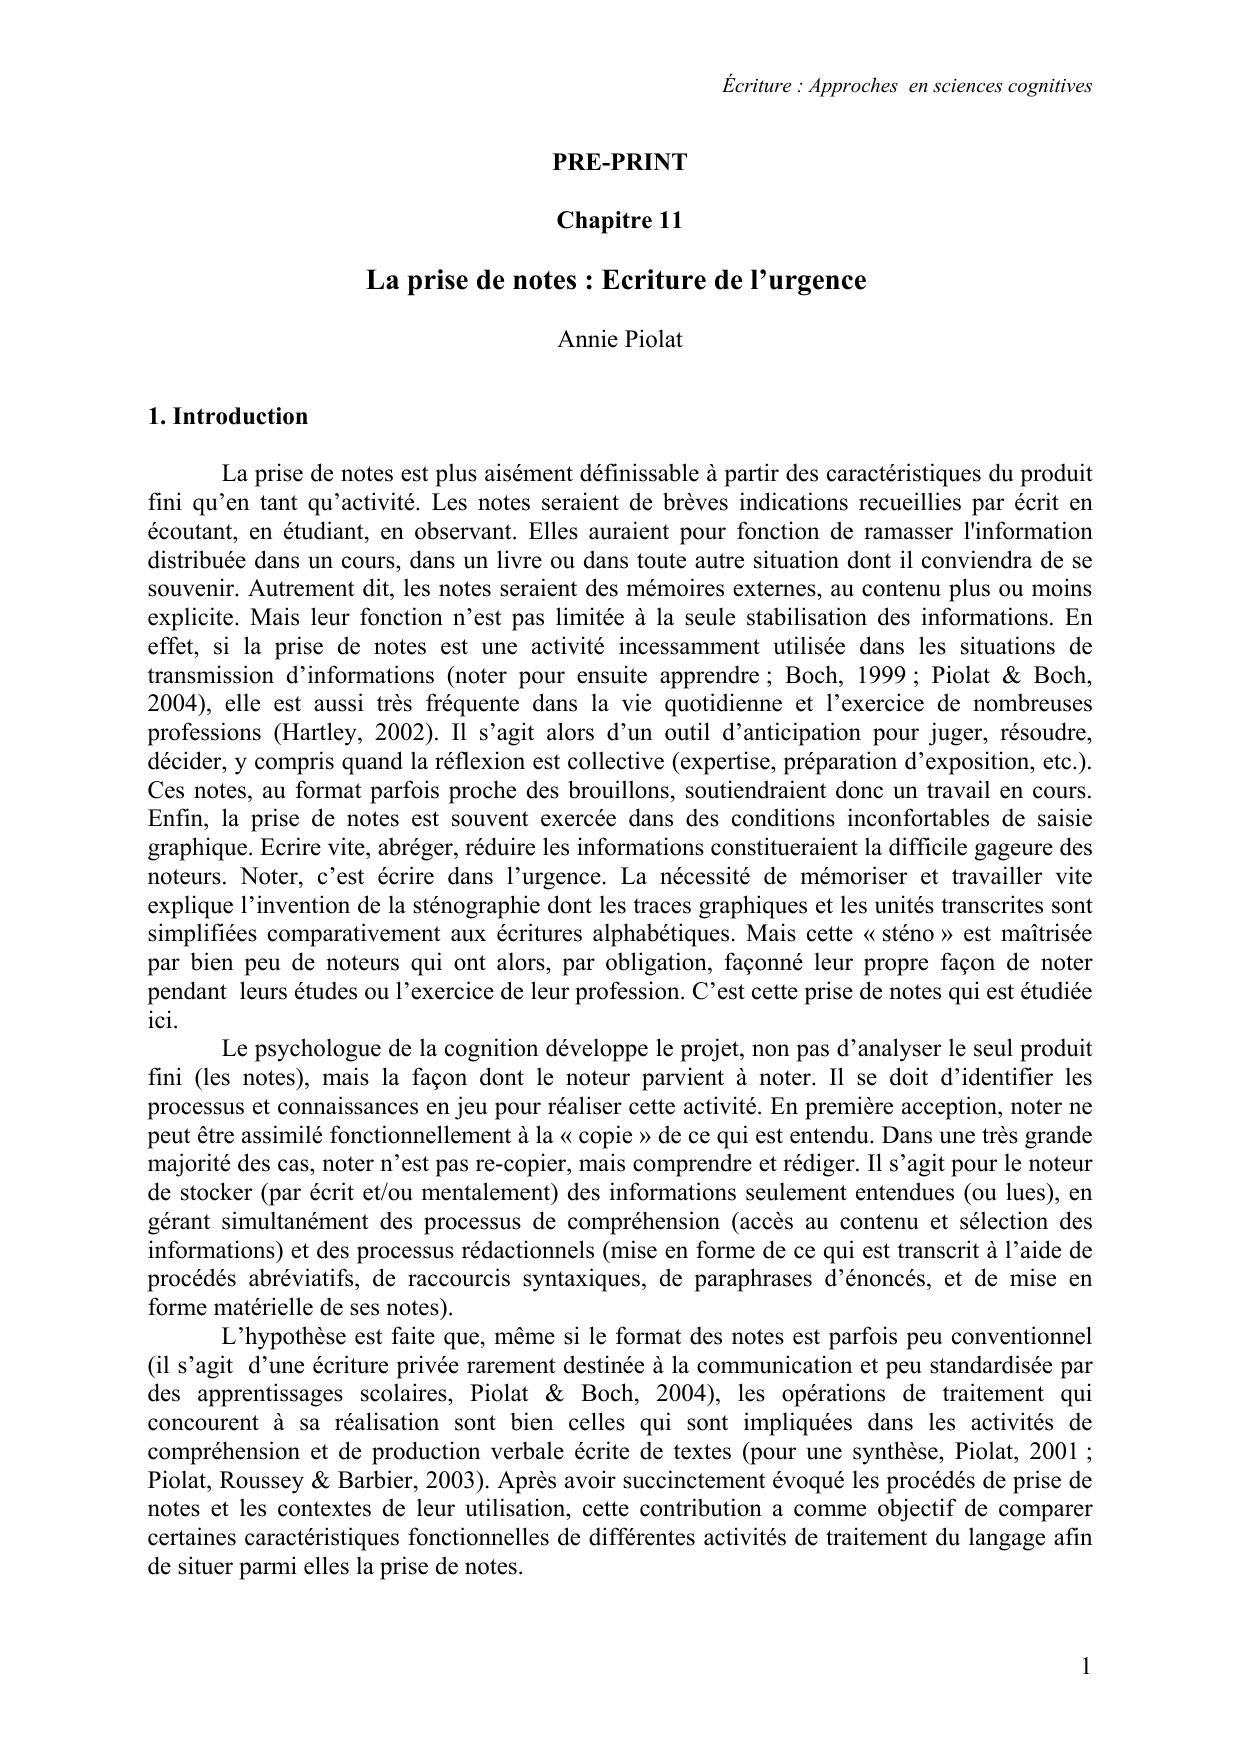 Écriture : Approches  en sciences cognitives
PRE-PRINT
Chapitre 11
La prise de notes : Ecriture de l’urgence
Annie Piolat
1. Introduction
La prise de notes est plus aisément définissable à partir des caractéristiques du produit
fini qu’en tant qu’activité. Les notes seraient de brèves indications recueillies par écrit en
écoutant, en étudiant, en observant. Elles auraient pour fonction de ramasser l'information
distribuée dans un cours, dans un livre ou dans toute autre situation dont il conviendra de se
souvenir. Autrement dit, les notes seraient des mémoires externes, au contenu plus ou moins
explicite. Mais leur fonction n’est pas limitée à la seule stabilisation des informations. En
effet, si la prise de notes est une activité incessamment utilisée dans les situations de
transmission d’informations (noter pour ensuite apprendre ; Boch, 1999 ; Piolat & Boch,
2004), elle est aussi très fréquente dans la vie quotidienne et l’exercice de nombreuses
professions (Hartley, 2002). Il s’agit alors d’un outil d’anticipation pour juger, résoudre,
décider, y compris quand la réflexion est collective (expertise, préparation d’exposition, etc.).
Ces notes, au format parfois proche des brouillons, soutiendraient donc un travail en cours.
Enfin, la prise de notes est souvent exercée dans des conditions inconfortables de saisie
graphique. Ecrire vite, abréger, réduire les informations constitueraient la difficile gageure des
noteurs. Noter, c’est écrire dans l’urgence. La nécessité de mémoriser et travailler vite
explique l’invention de la sténographie dont les traces graphiques et les unités transcrites sont
simplifiées comparativement aux écritures alphabétiques. Mais cette « sténo » est maîtrisée
par bien peu de noteurs qui ont alors, par obligation, façonné leur propre façon de noter
pendant  leurs études ou l’exercice de leur profession. C’est cette prise de notes qui est étudiée
ici.
Le psychologue de la cognition développe le projet, non pas d’analyser le seul produit
fini (les notes), mais la façon dont le noteur parvient à noter. Il se doit d’identifier les
processus et connaissances en jeu pour réaliser cette activité. En première acception, noter ne
peut être assimilé fonctionnellement à la « copie » de ce qui est entendu. Dans une très grande
majorité des cas, noter n’est pas re-copier, mais comprendre et rédiger. Il s’agit pour le noteur
de stocker (par écrit et/ou mentalement) des informations seulement entendues (ou lues), en
gérant simultanément des processus de compréhension (accès au contenu et sélection des
informations) et des processus rédactionnels (mise en forme de ce qui est transcrit à l’aide de
procédés abréviatifs, de raccourcis syntaxiques, de paraphrases d’énoncés, et de mise en
forme matérielle de ses notes).
L’hypothèse est faite que, même si le format des notes est parfois peu conventionnel
(il s’agit  d’une écriture privée rarement destinée à la communication et peu standardisée par
des apprentissages scolaires, Piolat & Boch, 2004), les opérations de traitement qui
concourent à sa réalisation sont bien celles qui sont impliquées dans les activités de
compréhension et de production verbale écrite de textes (pour une synthèse, Piolat, 2001 ;
Piolat, Roussey & Barbier, 2003). Après avoir succinctement évoqué les procédés de prise de
notes et les contextes de leur utilisation, cette contribution a comme objectif de comparer
certaines caractéristiques fonctionnelles de différentes activités de traitement du langage afin
de situer parmi elles la prise de notes.
1